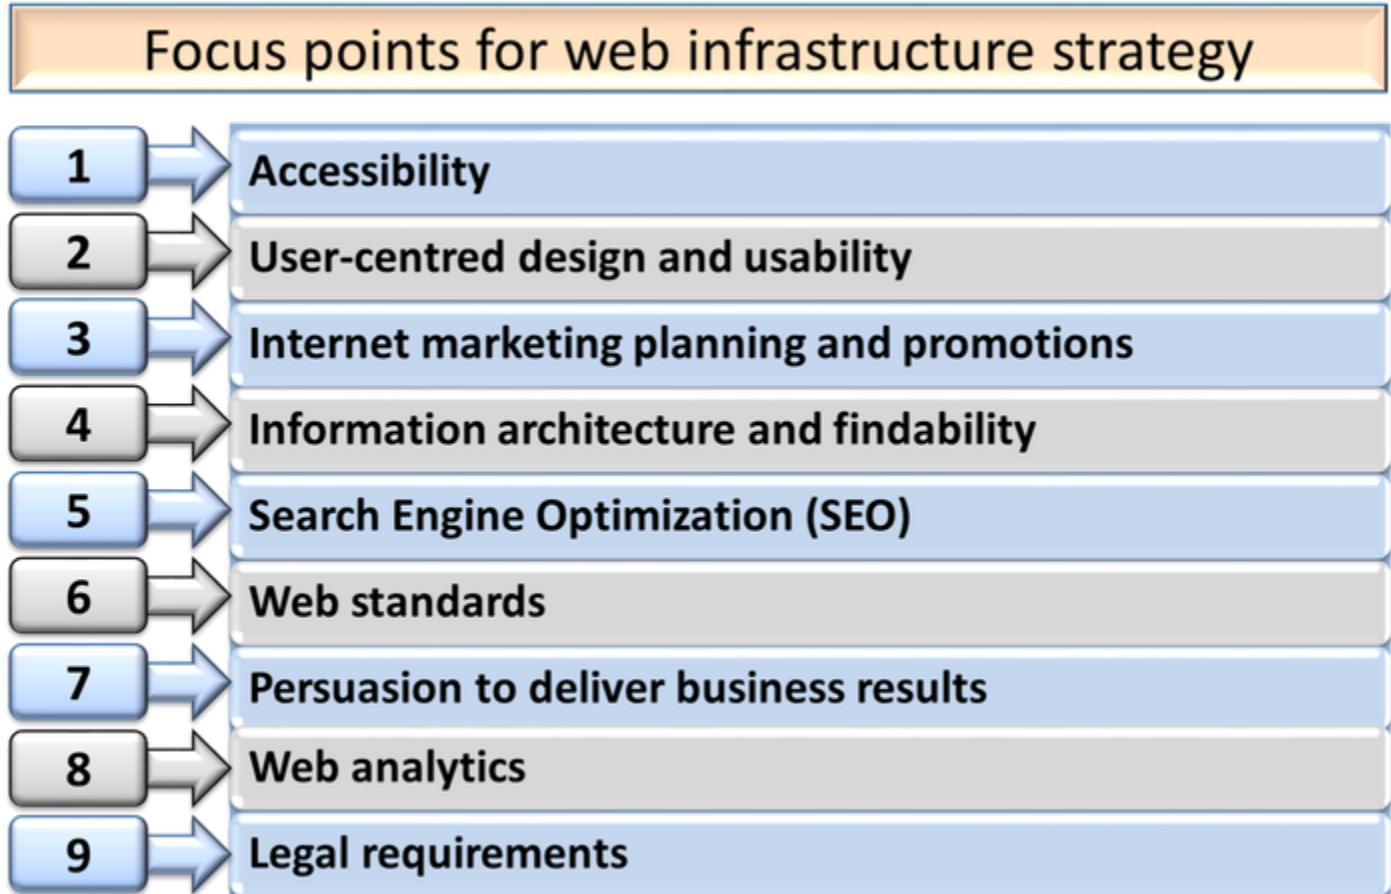 Focus points for web infrastructure strategy
1 Accessibility
2 User-centred design and usability
3 Internet marketing planning and promotions
4 Information architecture and findability
5 Search Engine Optimization (SEO)
6 Web standards
7 Persuasion to deliver business results
8 Web analytics
9 Legal requirements